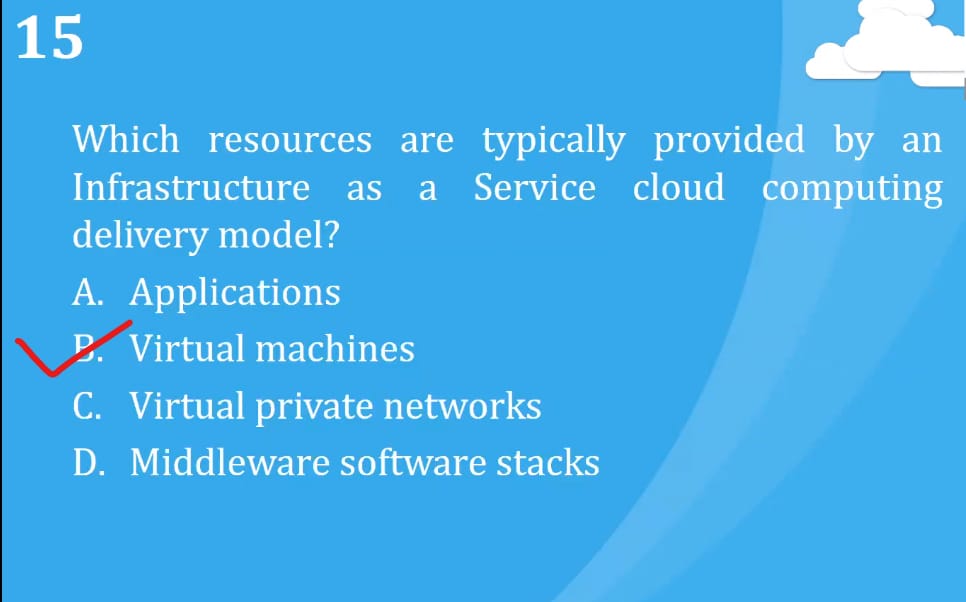 15
Which resources are typically provided by an
Infrastructure as a Service cloud computing
delivery model?
A. Applications
B. Virtual machines
C. Virtual private networks
D. Middleware software stacks